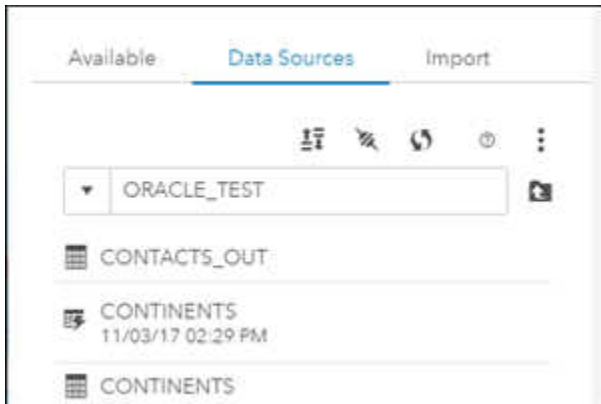 Available Data Sources Import
ORACLE_TEST
CONTACTS_OUT
CONTINENTS
11/03/17 02:29 PM
CONTINENTS